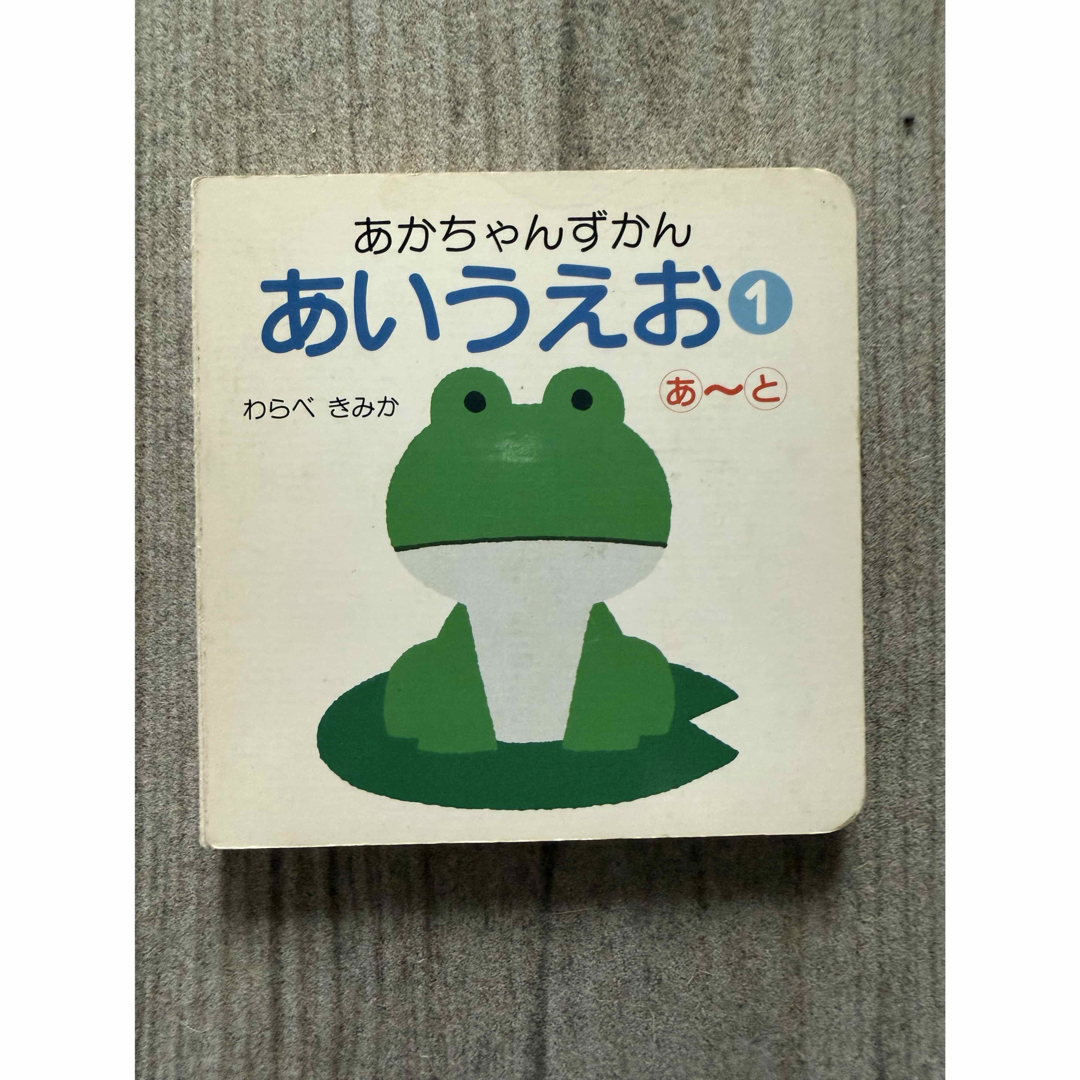 あかちゃんずかん
あいうえお1
あ〜と
わらべ きみか